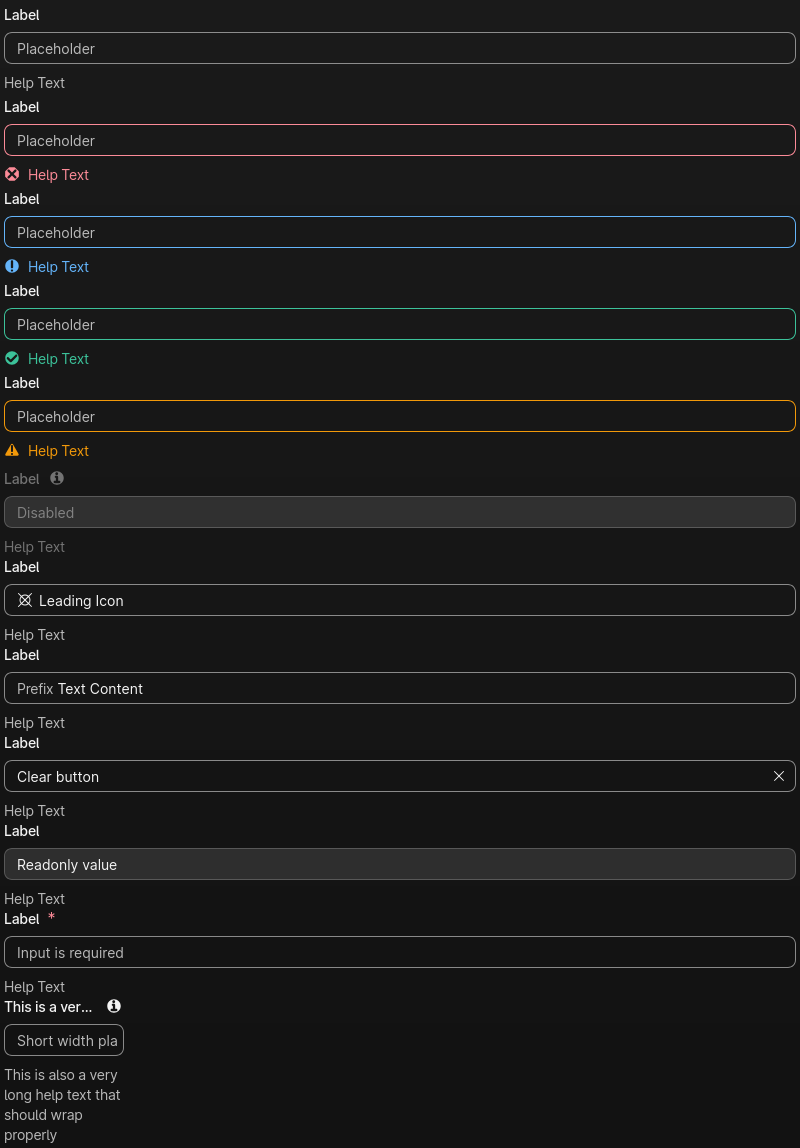 Label
Placeholder
Help Text
Label
Placeholder
Help Text
Label
Placeholder
Help Text
Label
Placeholder
Help Text
Label
Placeholder
Help Text
Label
Disabled
Help Text
Label
Leading Icon
Help Text
Label
Prefix Text Content
Help Text
Label
Clear button
Help Text
Label
Readonly value
Help Text
Label *
Input is required
Help Text
This is a ver...
Short width pla
This is also a very
long help text that
should wrap
properly